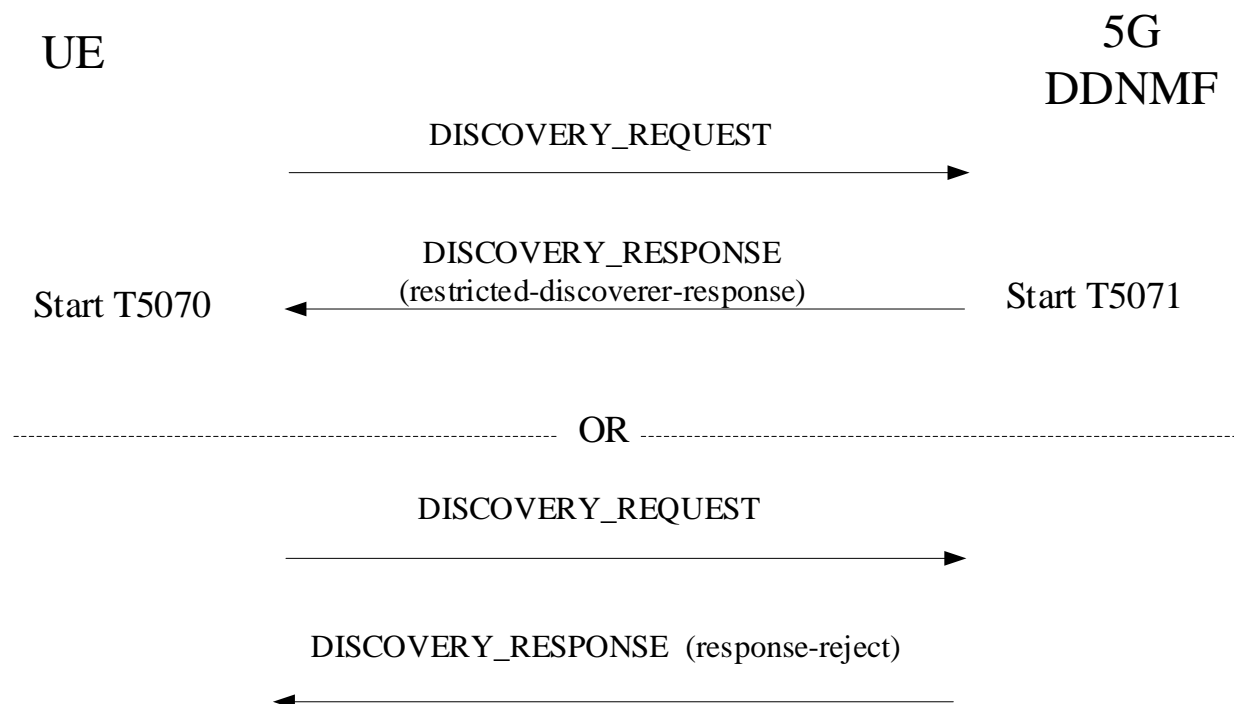 UE
5G
DDNMF
DISCOVERY_REQUEST
DISCOVERY_RESPONSE
(restricted-discoverer-response)
Start T5070
Start T5071
OR
DISCOVERY_REQUEST
DISCOVERY_RESPONSE (response-reject)